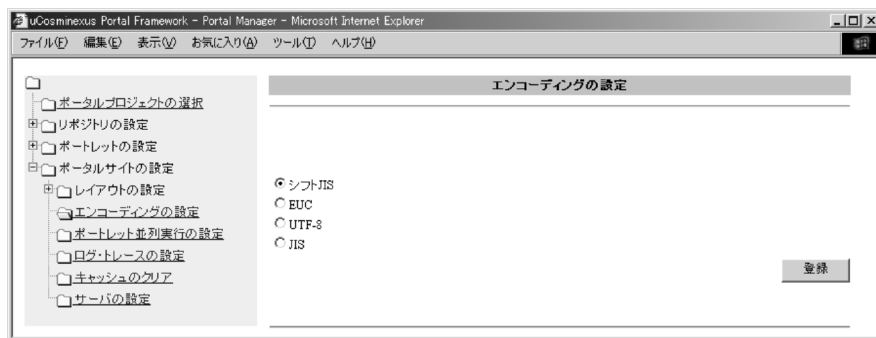 uCosminexus Portal Framework - Portal Manager - Microsoft Internet Explorer
ファイル(F) 編集(E) 表示(V) お気に入り(A) ツール(T) ヘルプ(H)
エンコーディングの設定
ポータルプロジェクトの選択
リポジトリの設定
ポートレットの設定
ポータルサイトの設定
レイアウトの設定
エンコーディングの設定
ポートレット並列実行の設定
ログ・トレースの設定
キャッシュのクリア
サーバの設定
シフトJIS
EUC
UTF-8
JIS
登録